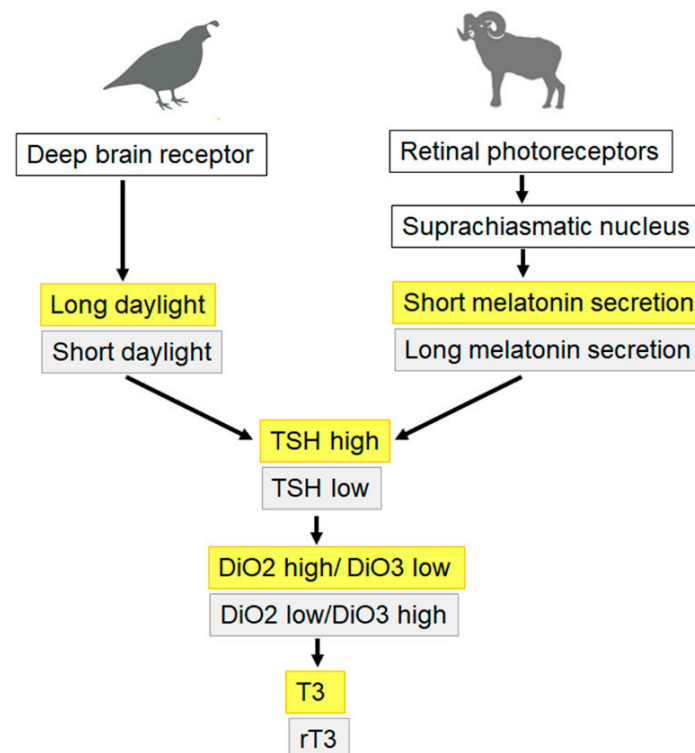 Deep brain receptor
Retinal photoreceptors
Suprachiasmatic nucleus
Long daylight
Short daylight
Short melatonin secretion
Long melatonin secretion
TSH high
TSH low
DiO2 high/ DiO3 low
DiO2 low/DiO3 high
T3
rT3